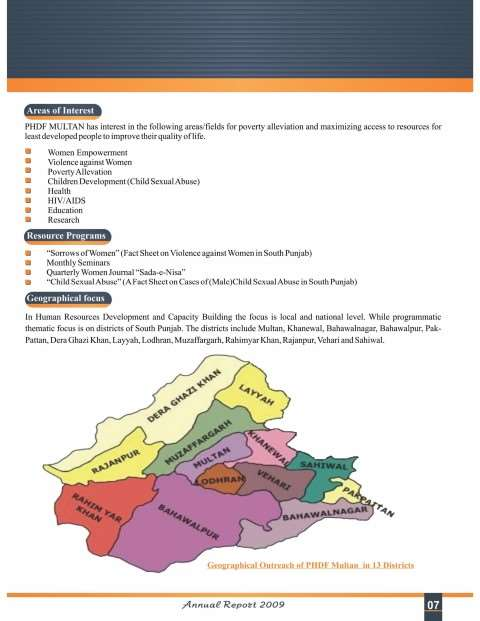 Areas of Interest
PHDF MULTAN has interest in the following areas/fields for poverty alleviation and maximizing access to resources for
least developed people to improve their quality of life.
Women Empowerment
Violence against Women
Poverty Allevation
Children Development (Child Sexual Abuse)
Health
HIV/AIDS
Education
Research
Resource Programs
“Sorrows of Women” (Fact Sheet on Violence against Women in South Punjab)
Monthly Seminars
Quarterly Women Journal “Sada-e-Nisa”
“Child Sexual Abuse” (A Fact Sheet on Cases of (Male)Child Sexual Abuse in South Punjab)
Geographical focus
In Human Resources Development and Capacity Building the focus is local and national level. While programmatic
thematic focus is on districts of South Punjab. The districts include Multan, Khanewal, Bahawalnagar, Bahawalpur, Pak-
Pattan, Dera Ghazi Khan, Layyah, Lodhran, Muzaffargarh, Rahimyar Khan, Rajanpur, Vehari and Sahiwal.
DERA GHAZI KHAN
LAYYAH
MUZAFFARGARH
KHANEWAL
RAJANPUR
MULTAN
SAHIWAL
LODHRAN
VEHARI
PAKPATTAN
RAHIM YAR
KHAN
BAHAWALPUR
BAHAWALNAGAR
Geographical Outreach of PHDF Multan in 13 Districts
Annual Report 2009
07